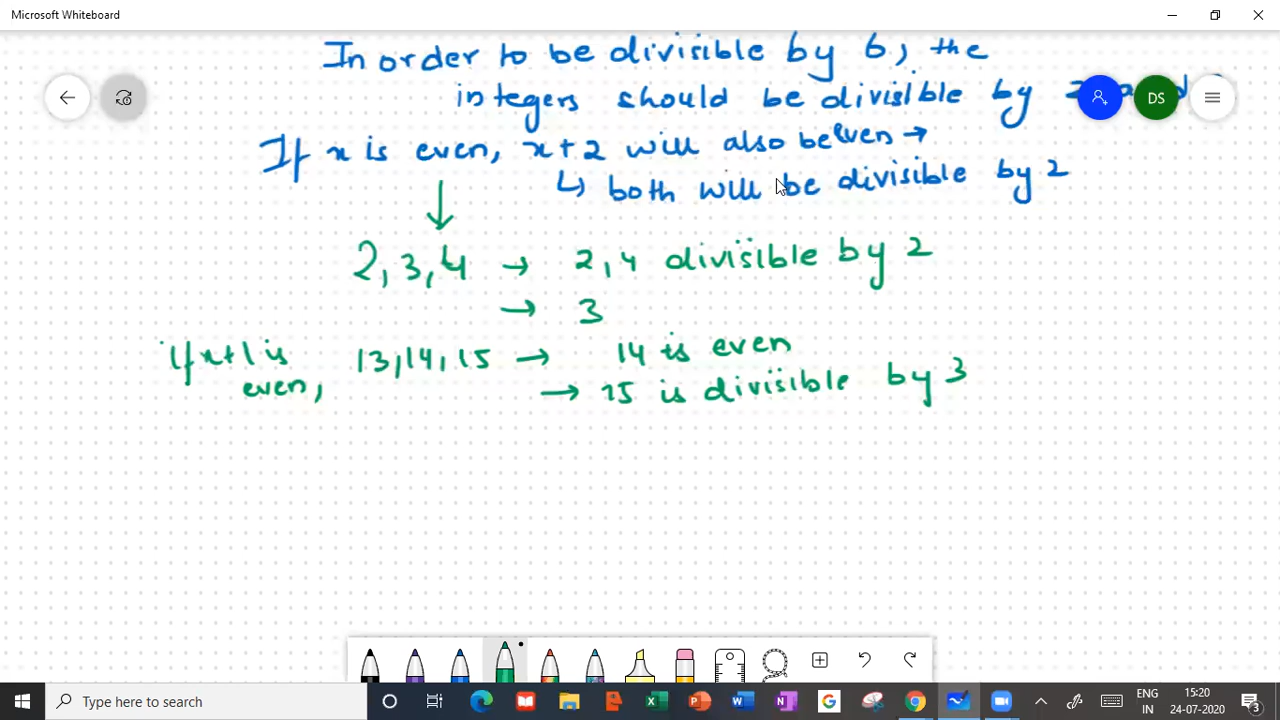 Microsoft Whiteboard
In order to be divisible by 6, the
integers should be divisible by 2
DS
If x is even, x+2 will also be even →
↳ both will be divisible by 2
2, 3, 4 → 2, 4 divisible by 2
→ 3
If x+1 is 13, 14, 15 → 14 is even
even, → 15 is divisible by 3
Type here to search
ENG
IN
15:20
24-07-2020
3